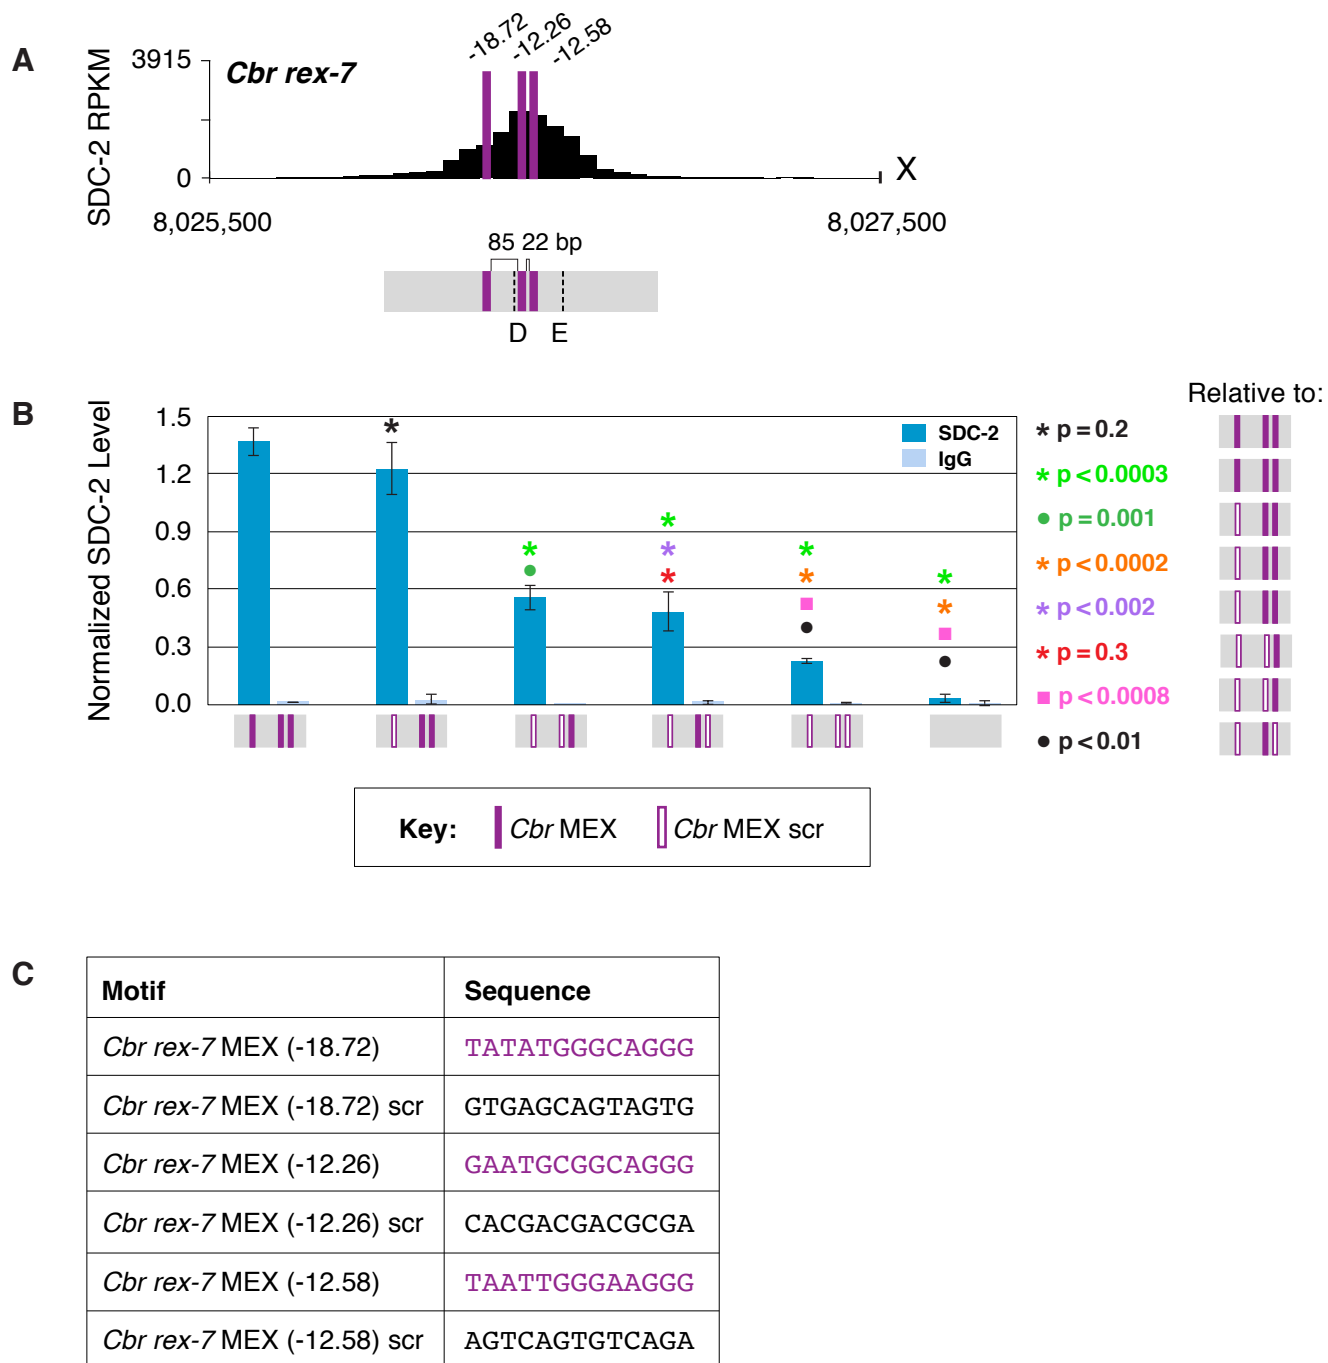 A
-18.72
-12.26
-12.58
3915
Cbr rex-7
SDC-2 RPKM
0
X
8,025,500
8,027,500
85 22 bp
D E
Relative to:
B
Normalized SDC-2 Level
1.5
1.2
0.9
0.6
0.3
0.0
SDC-2
IgG
* p = 0.2
* p < 0.0003
● p = 0.001
* p < 0.0002
* p < 0.002
* p = 0.3
■ p < 0.0008
● p < 0.01
Key: Cbr MEX Cbr MEX scr
C
Motif Sequence
Cbr rex-7 MEX (-18.72) TATATGGGCAGGG
Cbr rex-7 MEX (-18.72) scr GTGAGCAGTAGTG
Cbr rex-7 MEX (-12.26) GAATGCGGCAGGG
Cbr rex-7 MEX (-12.26) scr CACGACGACGCGA
Cbr rex-7 MEX (-12.58) TAATTGGGAAGGG
Cbr rex-7 MEX (-12.58) scr AGTCAGTGTCAGA